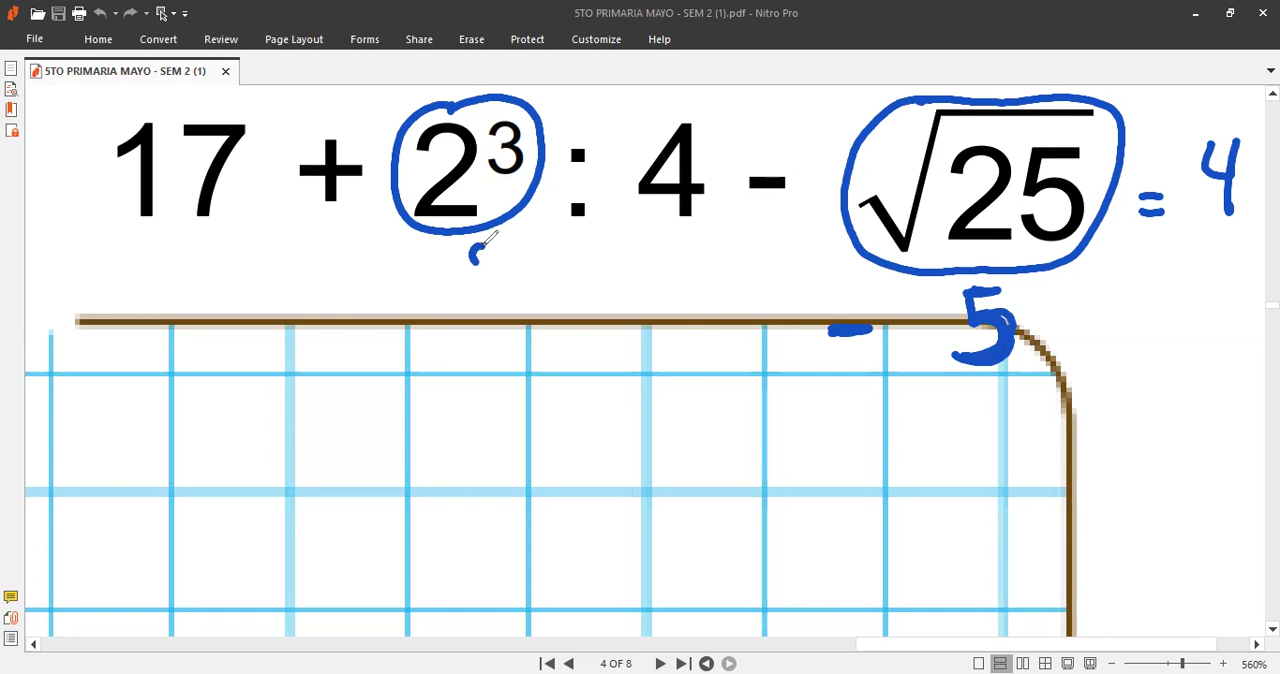 5TO PRIMARIA MAYO - SEM 2 (1).pdf - Nitro Pro
File Home Convert Review Page Layout Forms Share Erase Protect Customize Help
5TO PRIMARIA MAYO - SEM 2 (1)
17 + 2³ : 4 - √25 = 4
- 5
4 OF 8
560%